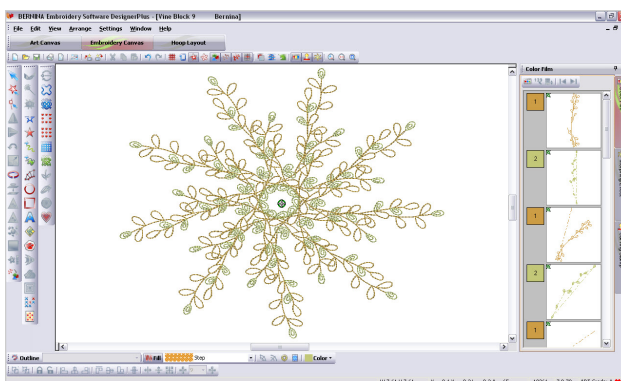 BERNINA Embroidery Software DesignerPlus - [Vine Block 9 Bernina]
File Edit View Arrange Settings Window Help
Art Canvas Embroidery Canvas Hoop Layout
Color Film
1
2
1
2
1
Outline Fill Step Color